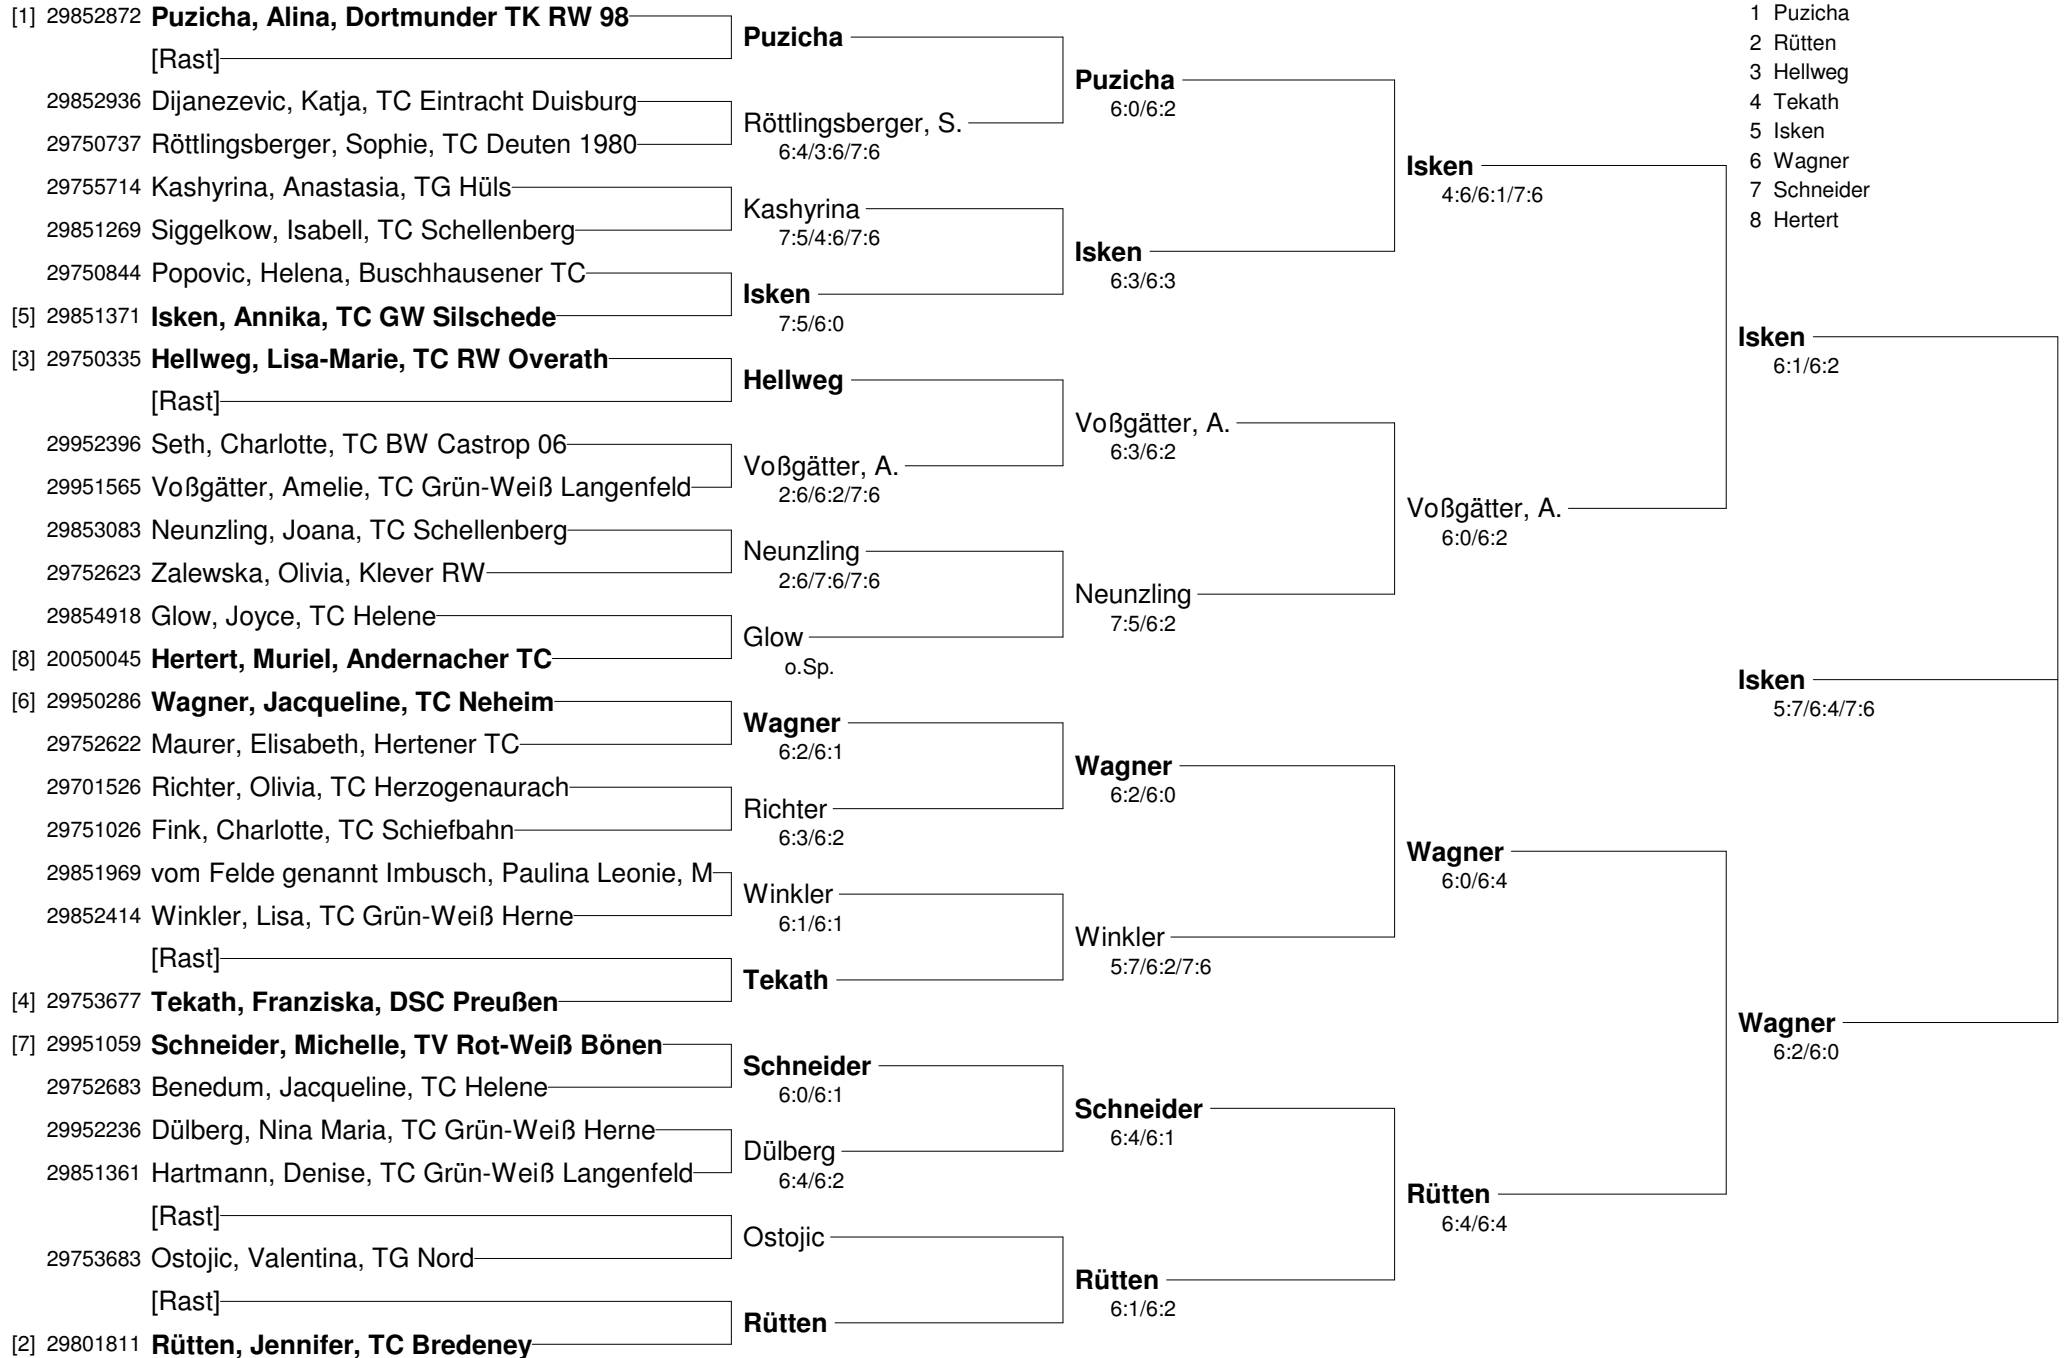 [1] 29852872 Puzicha, Alina, Dortmunder TK RW 98
[Rast]
29852936 Dijanezevic, Katja, TC Eintracht Duisburg
29750737 Röttlingsberger, Sophie, TC Deuten 1980
29755714 Kashyrina, Anastasia, TG Hüls
29851269 Siggelkow, Isabell, TC Schellenberg
29750844 Popovic, Helena, Buschhausener TC
[5] 29851371 Isken, Annika, TC GW Silschede
[3] 29750335 Hellweg, Lisa-Marie, TC RW Overath
[Rast]
29952396 Seth, Charlotte, TC BW Castrop 06
29951565 Voßgätter, Amelie, TC Grün-Weiß Langenfeld
29853083 Neunzling, Joana, TC Schellenberg
29752623 Zalewska, Olivia, Klever RW
29854918 Glow, Joyce, TC Helene
[8] 20050045 Hertert, Muriel, Andernacher TC
[6] 29950286 Wagner, Jacqueline, TC Neheim
29752622 Maurer, Elisabeth, Hertener TC
29701526 Richter, Olivia, TC Herzogenaurach
29751026 Fink, Charlotte, TC Schiefbahn
29851969 vom Felde genannt Imbusch, Paulina Leonie, M
29852414 Winkler, Lisa, TC Grün-Weiß Herne
[Rast]
[4] 29753677 Tekath, Franziska, DSC Preußen
[7] 29951059 Schneider, Michelle, TV Rot-Weiß Bönen
29752683 Benedum, Jacqueline, TC Helene
29952236 Dülberg, Nina Maria, TC Grün-Weiß Herne
29851361 Hartmann, Denise, TC Grün-Weiß Langenfeld
[Rast]
29753683 Ostojic, Valentina, TG Nord
[Rast]
[2] 29801811 Rütten, Jennifer, TC Bredeney
Puzicha
Röttlingsberger, S.
6:4/3:6/7:6
Kashyrina
7:5/4:6/7:6
Isken
7:5/6:0
Hellweg
Voßgätter, A.
2:6/6:2/7:6
Neunzling
2:6/7:6/7:6
Glow
o.Sp.
Wagner
6:2/6:1
Richter
6:3/6:2
Winkler
6:1/6:1
Tekath
Schneider
6:0/6:1
Dülberg
6:4/6:2
Ostojic
Rütten
Puzicha
6:0/6:2
Isken
6:3/6:3
Voßgätter, A.
6:3/6:2
Neunzling
7:5/6:2
Wagner
6:2/6:0
Winkler
5:7/6:2/7:6
Schneider
6:4/6:1
Rütten
6:1/6:2
Isken
4:6/6:1/7:6
Voßgätter, A.
6:0/6:2
Wagner
6:0/6:4
Rütten
6:4/6:4
1 Puzicha
2 Rütten
3 Hellweg
4 Tekath
5 Isken
6 Wagner
7 Schneider
8 Hertert
Isken
6:1/6:2
Isken
5:7/6:4/7:6
Wagner
6:2/6:0